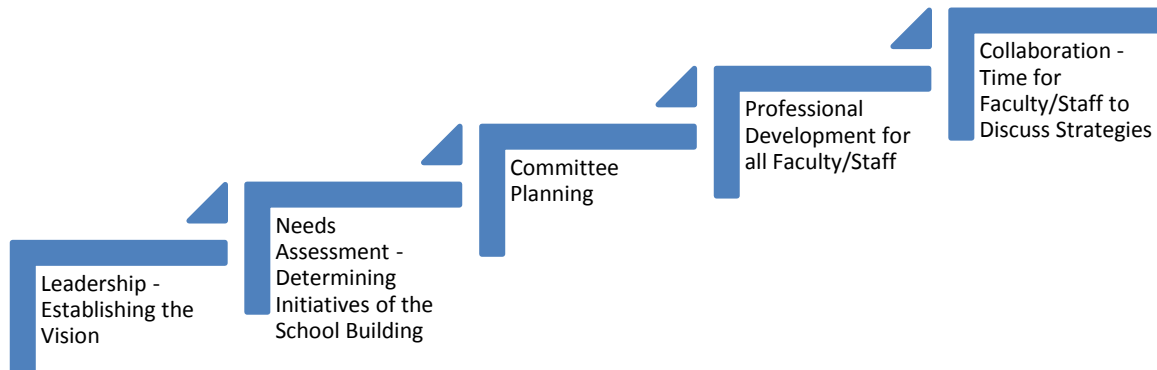 Leadership -
Establishing the
Vision
Needs
Assessment -
Determining
Initiatives of the
School Building
Committee
Planning
Professional
Development for
all Faculty/Staff
Collaboration -
Time for
Faculty/Staff to
Discuss Strategies